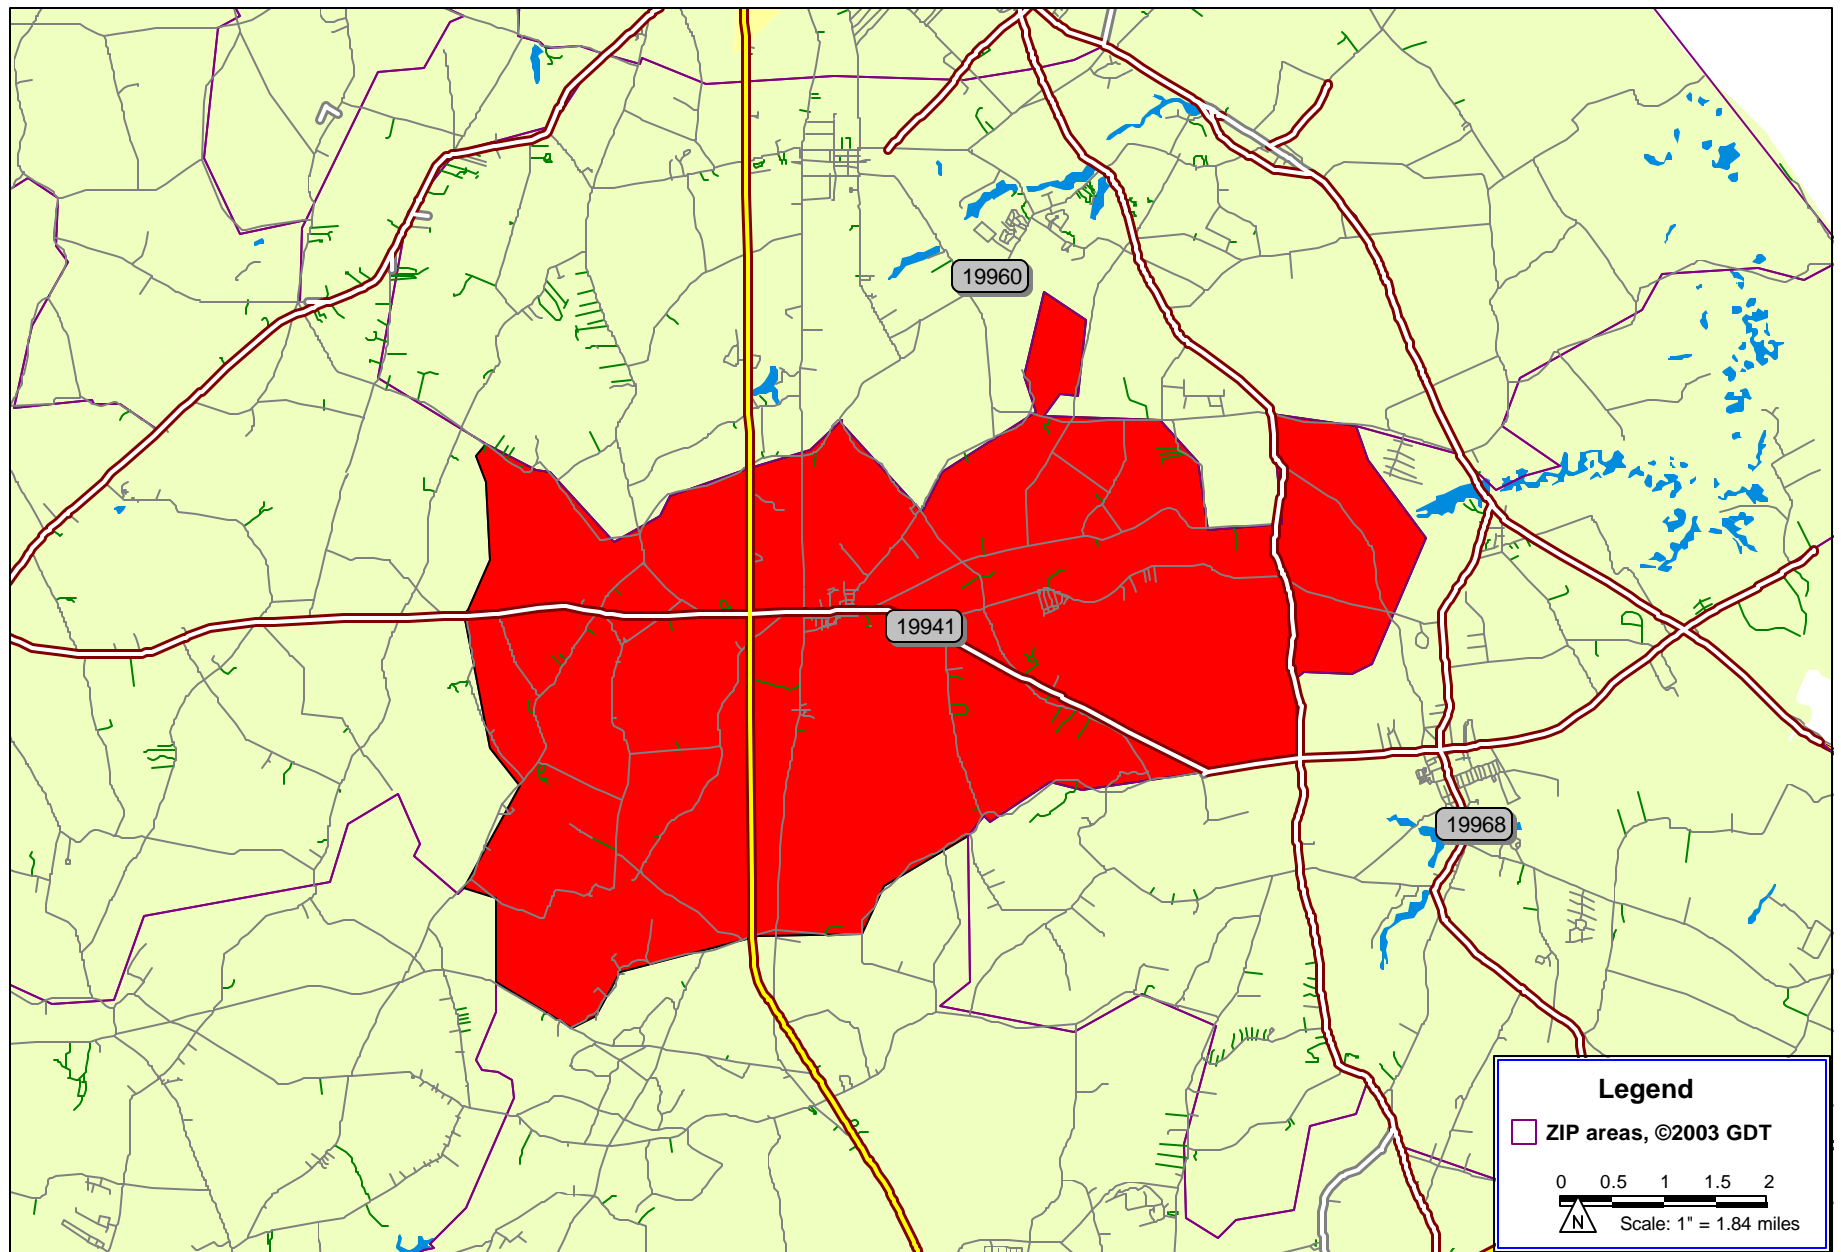 19960
19941
19968
Legend
ZIP areas, ©2003 GDT
0 0.5 1 1.5 2
N
Scale: 1" = 1.84 miles